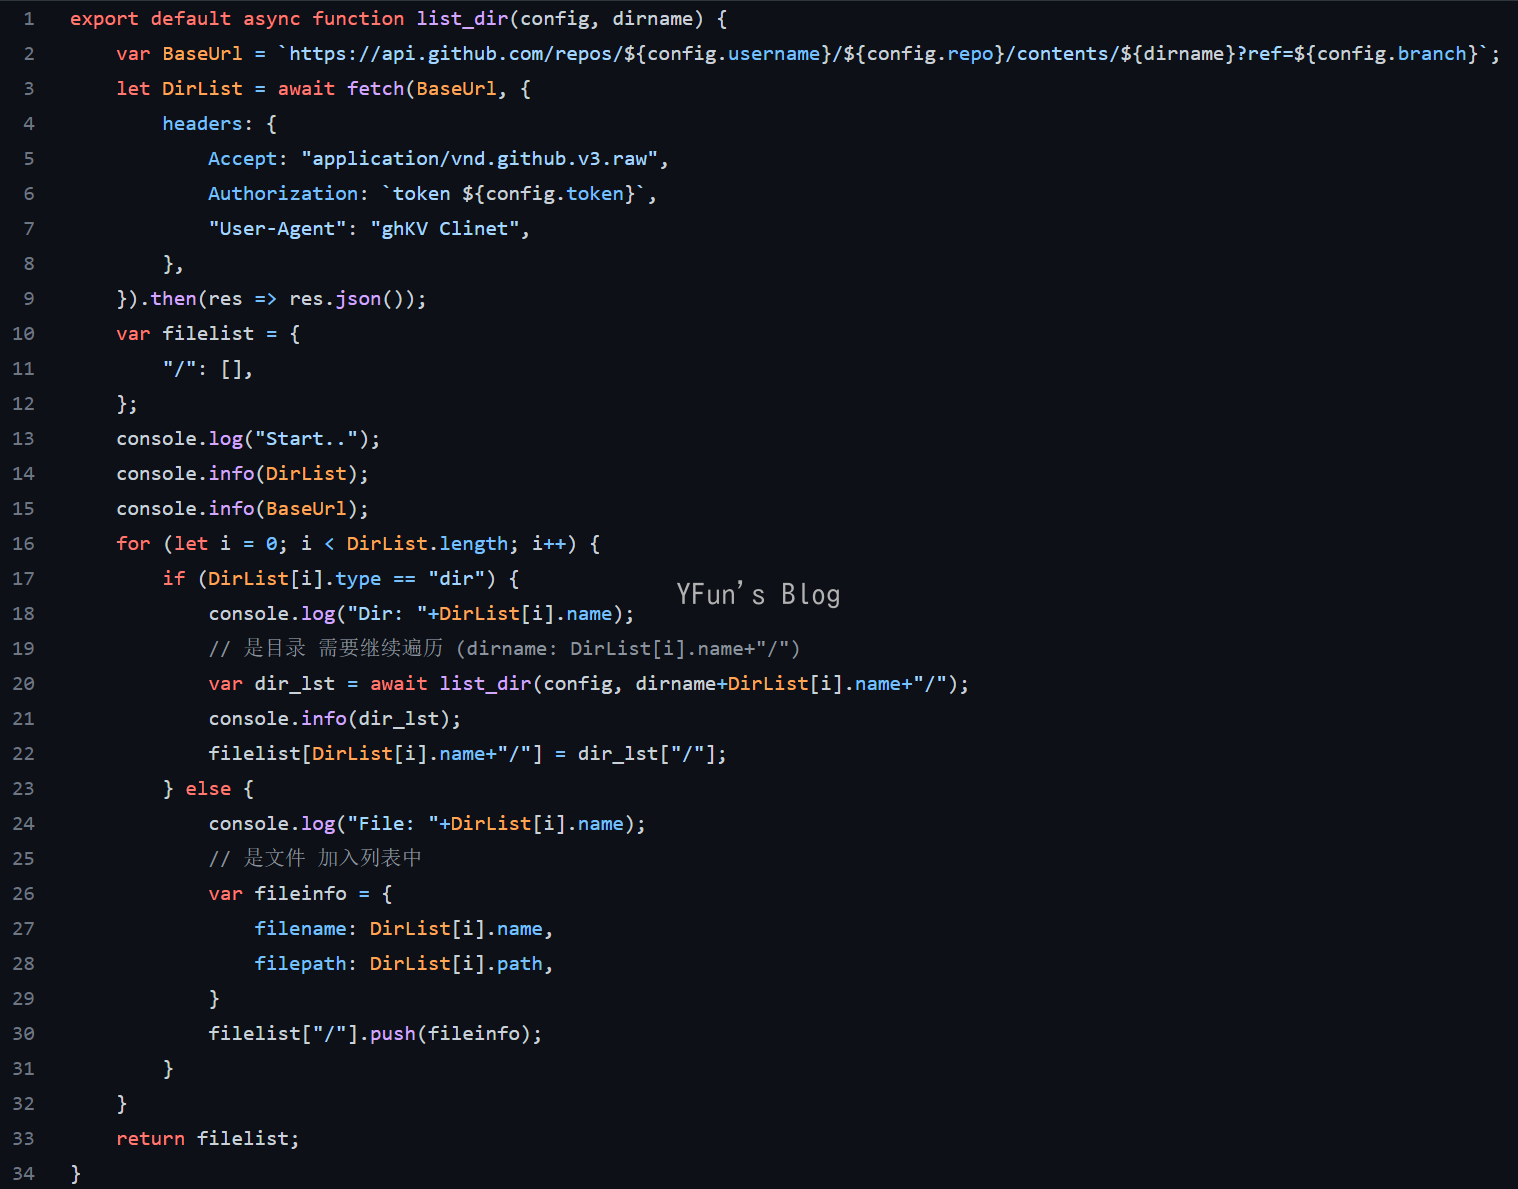 1 export default async function list_dir(config, dirname) {
2     var BaseUrl = `https://api.github.com/repos/${config.username}/${config.repo}/contents/${dirname}?ref=${config.branch}`;
3     let DirList = await fetch(BaseUrl, {
4         headers: {
5             Accept: "application/vnd.github.v3.raw",
6             Authorization: `token ${config.token}`,
7             "User-Agent": "ghKV Clinet",
8         },
9     }).then(res => res.json());
10     var filelist = {
11         "/": [],
12     };
13     console.log("Start..");
14     console.info(DirList);
15     console.info(BaseUrl);
16     for (let i = 0; i < DirList.length; i++) {
17         if (DirList[i].type == "dir") {
YFun's Blog
18             console.log("Dir: "+DirList[i].name);
19             // 是目录 需要继续遍历 (dirname: DirList[i].name+"/")
20             var dir_lst = await list_dir(config, dirname+DirList[i].name+"/");
21             console.info(dir_lst);
22             filelist[DirList[i].name+"/"] = dir_lst["/"];
23         } else {
24             console.log("File: "+DirList[i].name);
25             // 是文件 加入列表中
26             var fileinfo = {
27                 filename: DirList[i].name,
28                 filepath: DirList[i].path,
29             }
30             filelist["/"].push(fileinfo);
31         }
32     }
33     return filelist;
34 }